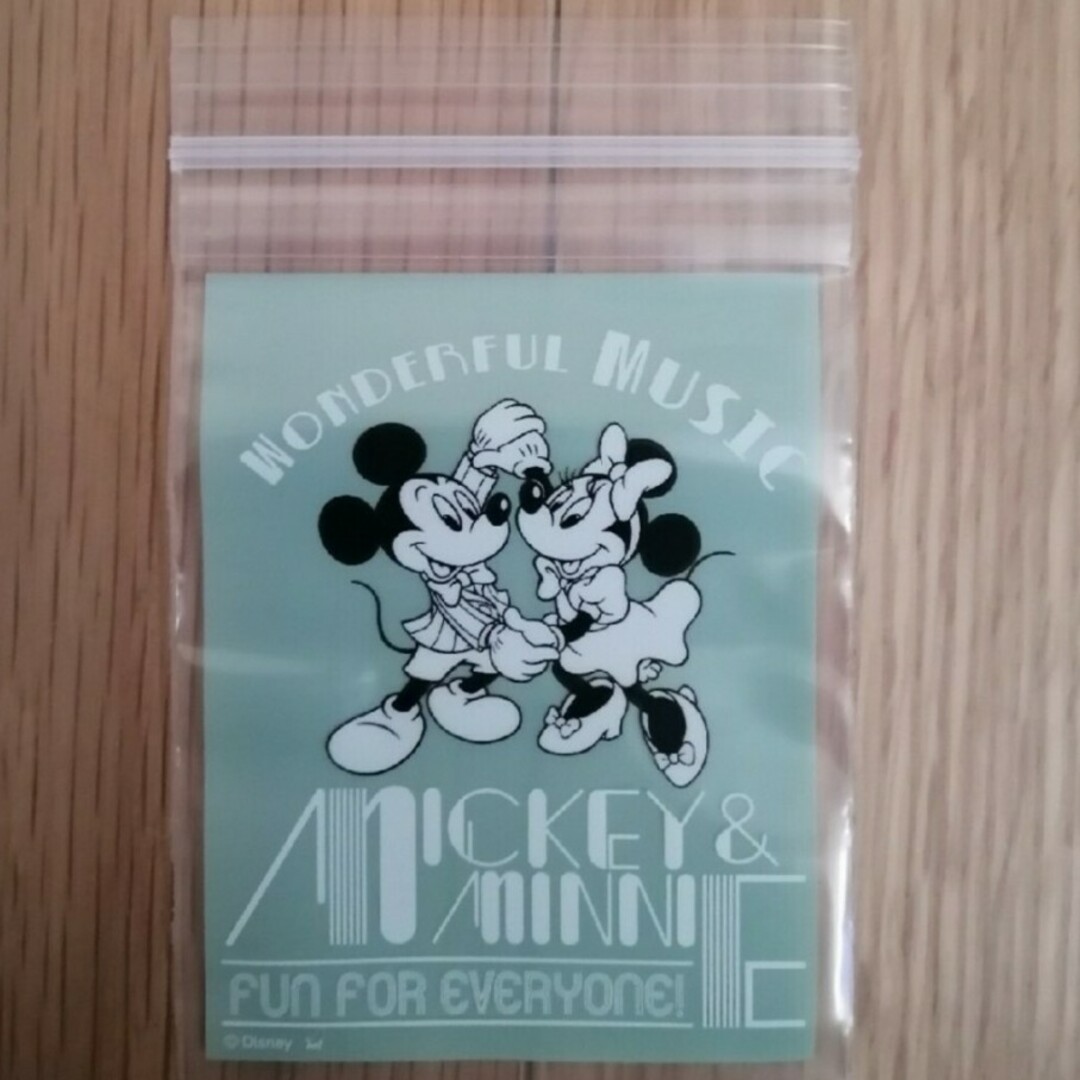 WONDERFUL MUSIC
MICKEY &
MINNIE
FUN FOR EVERYONE!
©Disney